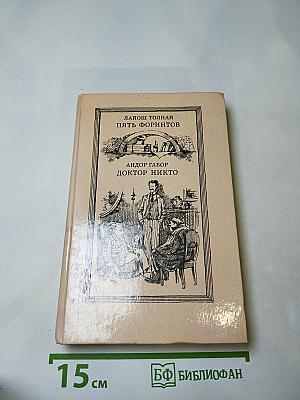 ЛАЙОШ ТОЛНАИ
ПЯТЬ ФОРИНТОВ
АНДОР ГАБОР
ДОКТОР НИКТО
15 см
БФ БИБЛИОФАН